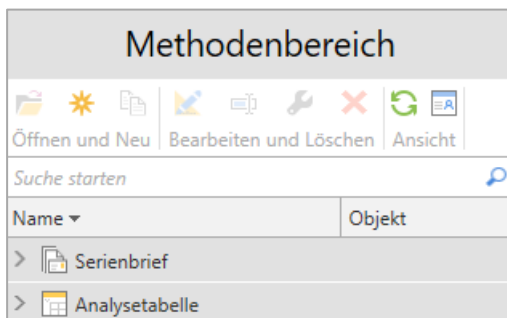 Methodenbereich
Öffnen und Neu Bearbeiten und Löschen Ansicht
Suche starten
Name Objekt
Serienbrief
Analysetabelle